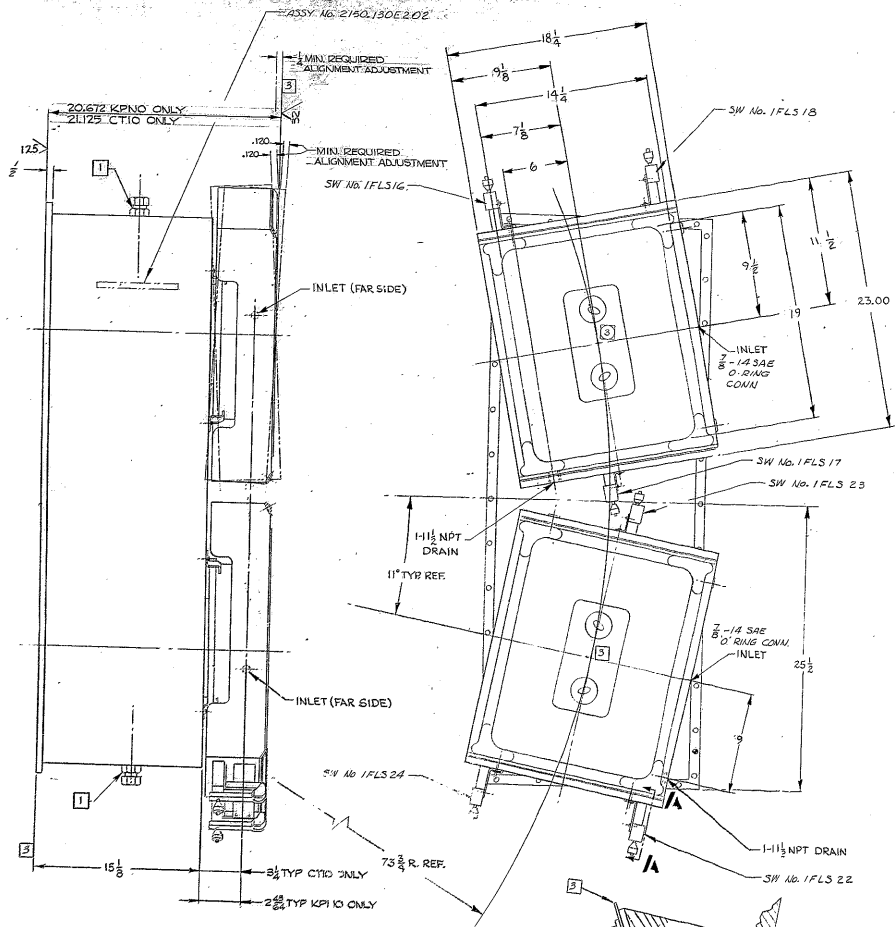 ASSY No. 2150.130E202
1/4 MIN. REQUIRED
ALIGNMENT ADJUSTMENT
3
20.672 KPNO ONLY
21.125 CTIO ONLY
32
125
1/2
1
.120
.120
MIN. REQUIRED
ALIGNMENT ADJUSTMENT
INLET (FAR SIDE)
INLET (FAR SIDE)
1
3
15 1/8
3 1/4 TYP CTIO ONLY
2 48/64 TYP KPNO ONLY
73 3/4 R. REF.
18 1/4
9 1/8
14 1/4
7 1/8
6
SW No. 1FLS 18
SW No. 1FLS16
11 1/2
9 1/2
19
23.00
3
INLET
7/8 -14 SAE
O-RING
CONN
SW No. 1FLS 17
SW No. 1FLS 23
1-11 1/2 NPT
DRAIN
11° TYP. REF.
7/8 -14 SAE
'O' RING CONN.
INLET
3
25 1/2
9
SW No 1FLS 24
A
A
1-11 1/2 NPT DRAIN
SW No. 1FLS 22
3